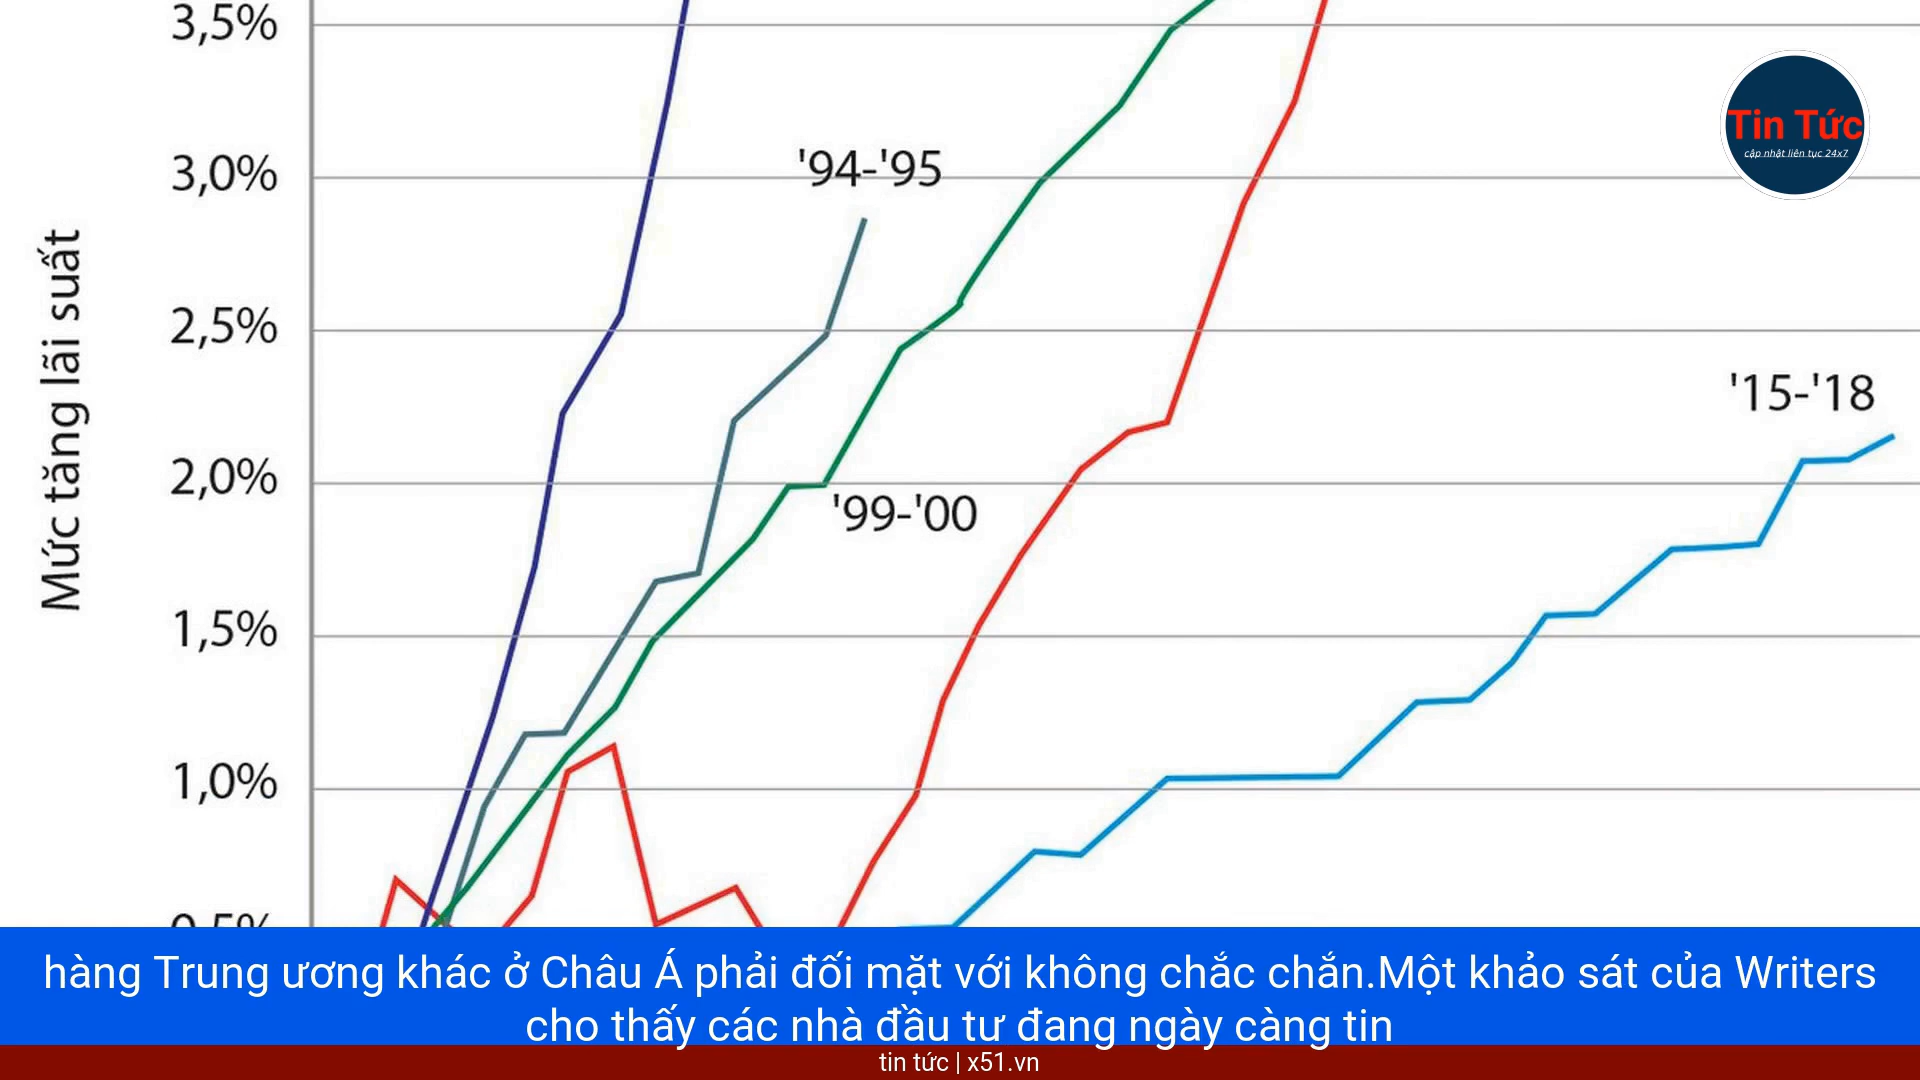 3,5%
Tin Tức
cập nhật liên tục 24x7
'94-'95
3,0%
Mức tăng lãi suất
2,5%
'15-'18
2,0%
'99-'00
1,5%
1,0%
0,5%
hàng Trung ương khác ở Châu Á phải đối mặt với không chắc chắn.Một khảo sát của Writers
cho thấy các nhà đầu tư đang ngày càng tin
tin tức | x51.vn